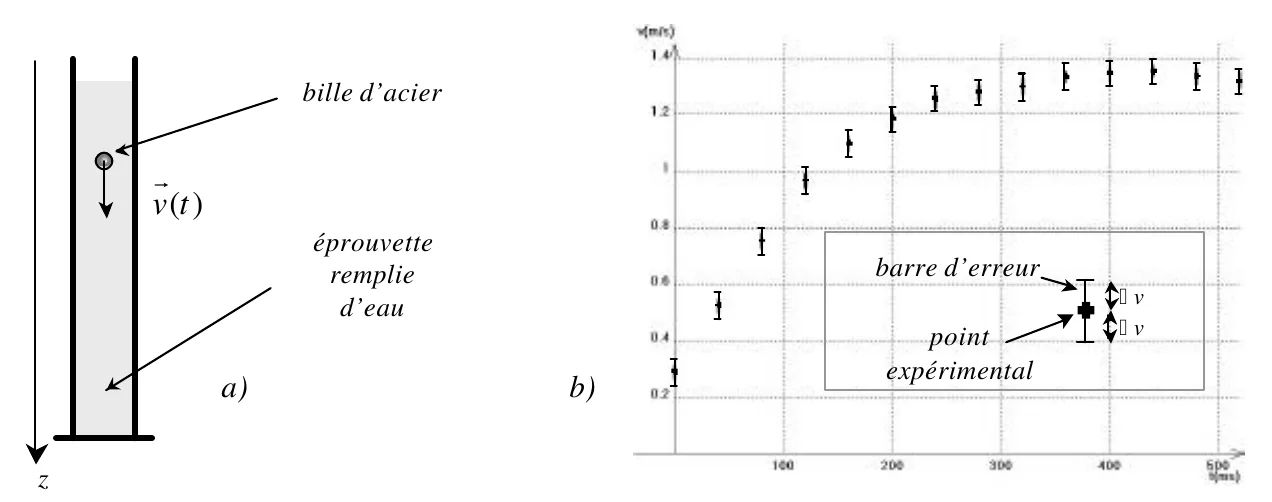 bille d'acier
v(t)
éprouvette
remplie
d'eau
a)
z
b)
v(m/s)
1.4
1.2
1
0.8
0.6
0.4
0.2
100
200
300
400
500
t(ms)
barre d'erreur
point
expérimental
v
v